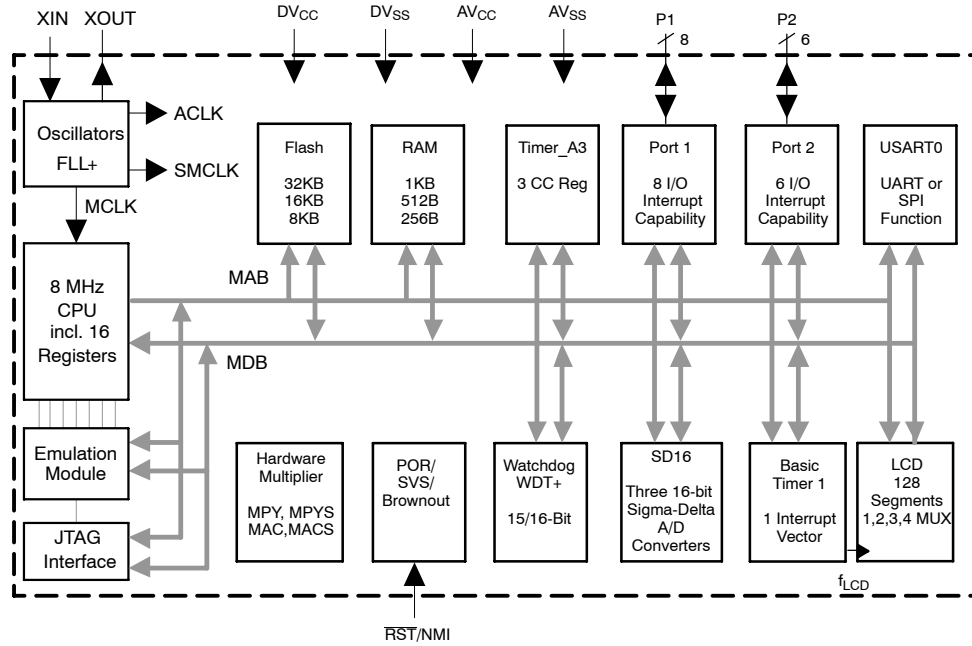 XIN XOUT DVCC DVSS AVCC AVSS P1 P2
8 6
Oscillators
FLL+
ACLK
SMCLK
MCLK
Flash
32KB
16KB
8KB
RAM
1KB
512B
256B
Timer_A3
3 CC Reg
Port 1
8 I/O
Interrupt
Capability
Port 2
6 I/O
Interrupt
Capability
USART0
UART or
SPI
Function
8 MHz
CPU
incl. 16
Registers
MAB
MDB
Emulation
Module
JTAG
Interface
Hardware
Multiplier
MPY, MPYS
MAC,MACS
POR/
SVS/
Brownout
Watchdog
WDT+
15/16-Bit
SD16
Three 16-bit
Sigma-Delta
A/D
Converters
Basic
Timer 1
1 Interrupt
Vector
LCD
128
Segments
1,2,3,4 MUX
fLCD
RST/NMI